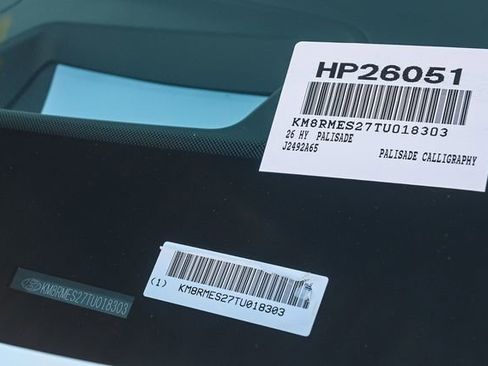 HP26051
KM8RMES27TU018303
26 HY PALISADE
J2492A65 PALISADE CALLIGRAPHY
(1) KM8RMES27TU018303
KM8RMES27TU018303